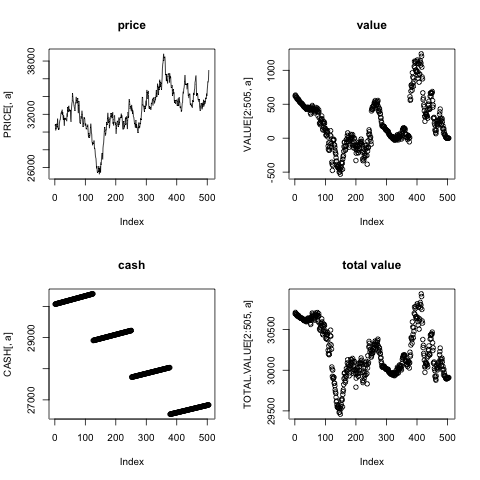 price
PRICE[, a]
38000
32000
26000
0 100 200 300 400 500
Index
value
VALUE[2:505, a]
1000
500
0
-500
0 100 200 300 400 500
Index
cash
CASH[, a]
29000
27000
0 100 200 300 400 500
Index
total value
TOTAL.VALUE[2:505, a]
30500
30000
29500
0 100 200 300 400 500
Index